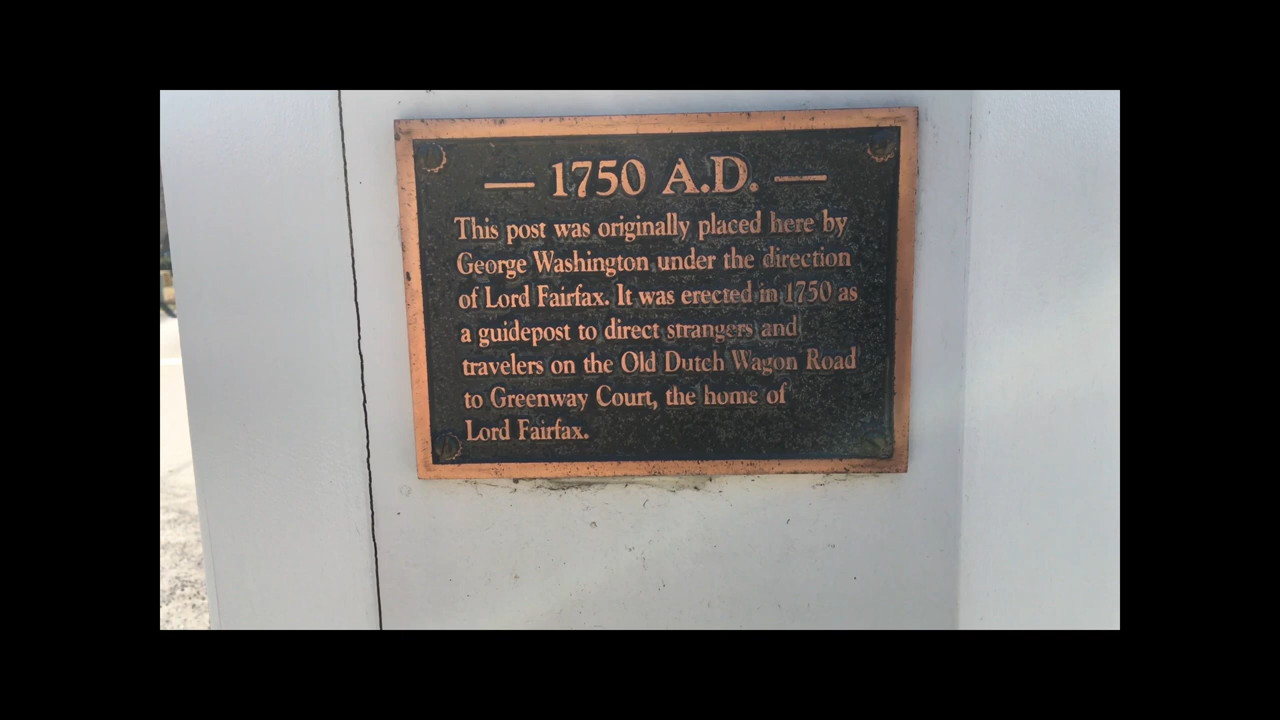 — 1750 A.D. —
This post was originally placed here by
George Washington under the direction
of Lord Fairfax. It was erected in 1750 as
a guidepost to direct strangers and
travelers on the Old Dutch Wagon Road
to Greenway Court, the home of
Lord Fairfax.